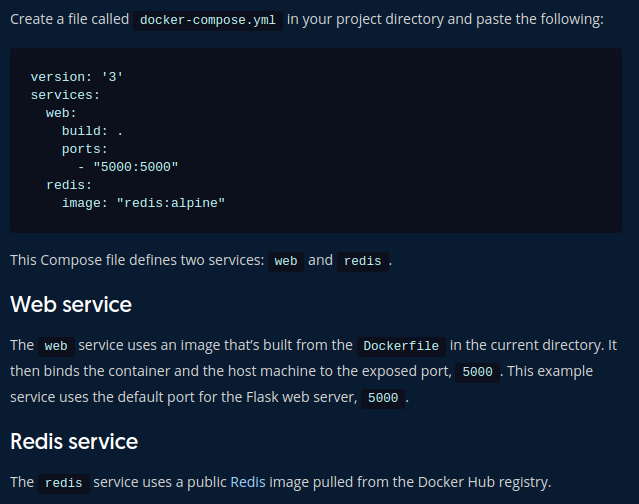 Create a file called docker-compose.yml in your project directory and paste the following:
version: '3'
services:
  web:
    build: .
    ports:
      - "5000:5000"
  redis:
    image: "redis:alpine"
This Compose file defines two services: web and redis.
Web service
The web service uses an image that’s built from the Dockerfile in the current directory. It
then binds the container and the host machine to the exposed port, 5000. This example
service uses the default port for the Flask web server, 5000.
Redis service
The redis service uses a public Redis image pulled from the Docker Hub registry.